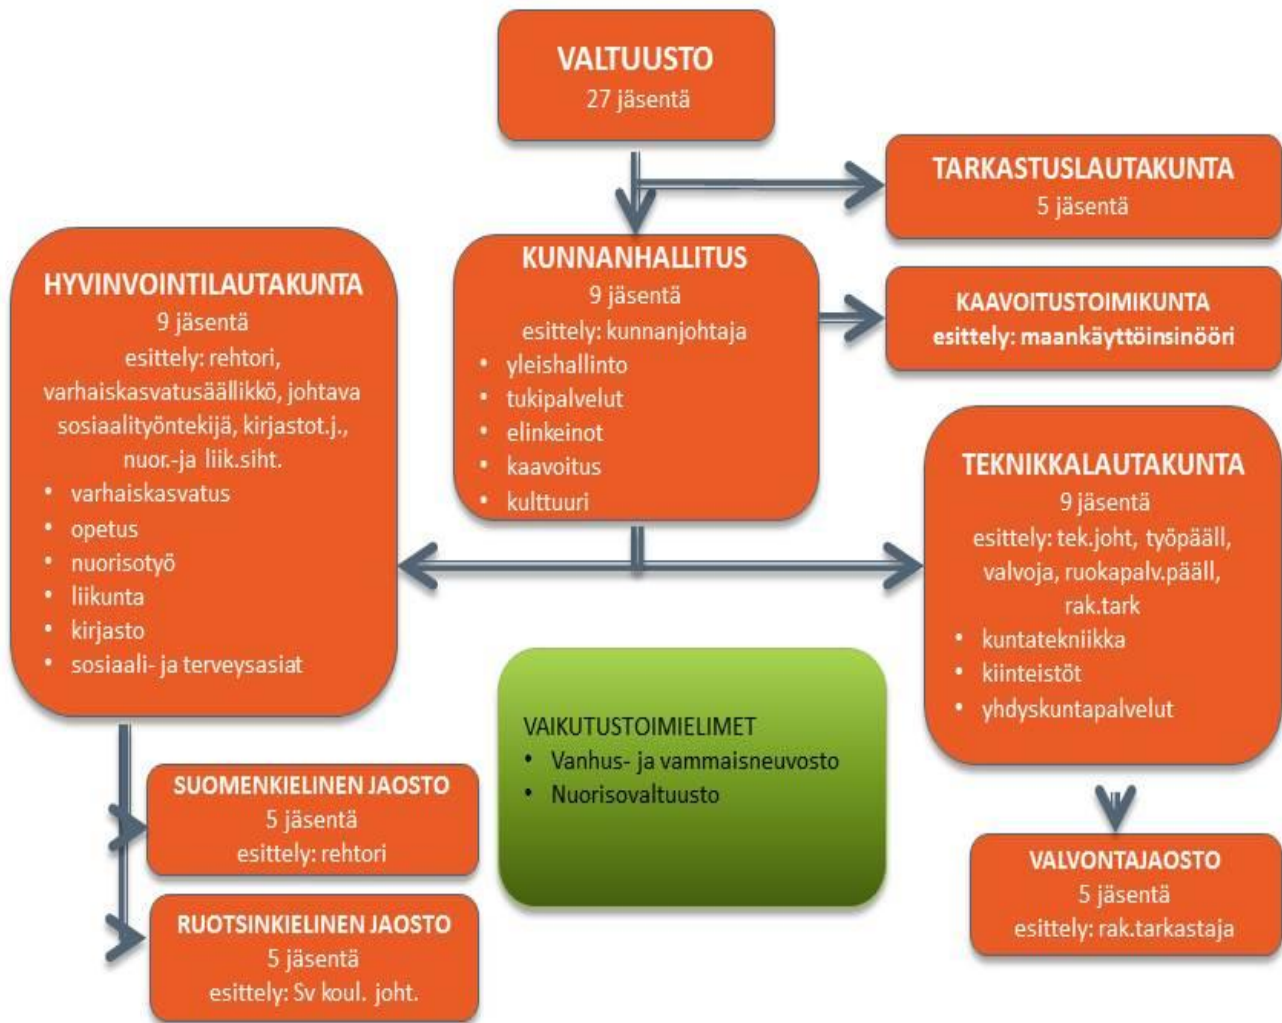 VALTUUSTO
27 jäsentä
TARKASTUSLAUTAKUNTA
5 jäsentä
KUNNANHALLITUS
9 jäsentä
esittely: kunnanjohtaja
• yleishallinto
• tukipalvelut
• elinkeinot
• kaavoitus
• kulttuuri
KAAVOITUSTOIMIKUNTA
esittely: maankäyttöinsinööri
HYVINVOINTILAUTAKUNTA
9 jäsentä
esittely: rehtori,
varhaiskasvatusäällikkö, johtava
sosiaalityöntekijä, kirjastot.j.,
nuor.-ja liik.siht.
• varhaiskasvatus
• opetus
• nuorisotyö
• liikunta
• kirjasto
• sosiaali- ja terveysasiat
TEKNIKKALAUTAKUNTA
9 jäsentä
esittely: tek.joht, työpääll,
valvoja, ruokapalv.pääll,
rak.tark
• kuntatekniikka
• kiinteistöt
• yhdyskuntapalvelut
VAIKUTUSTOIMIELIMET
• Vanhus- ja vammaisneuvosto
• Nuorisovaltuusto
SUOMENKIELINEN JAOSTO
5 jäsentä
esittely: rehtori
RUOTSINKIELINEN JAOSTO
5 jäsentä
esittely: Sv koul. joht.
VALVONTAJAOSTO
5 jäsentä
esittely: rak.tarkastaja